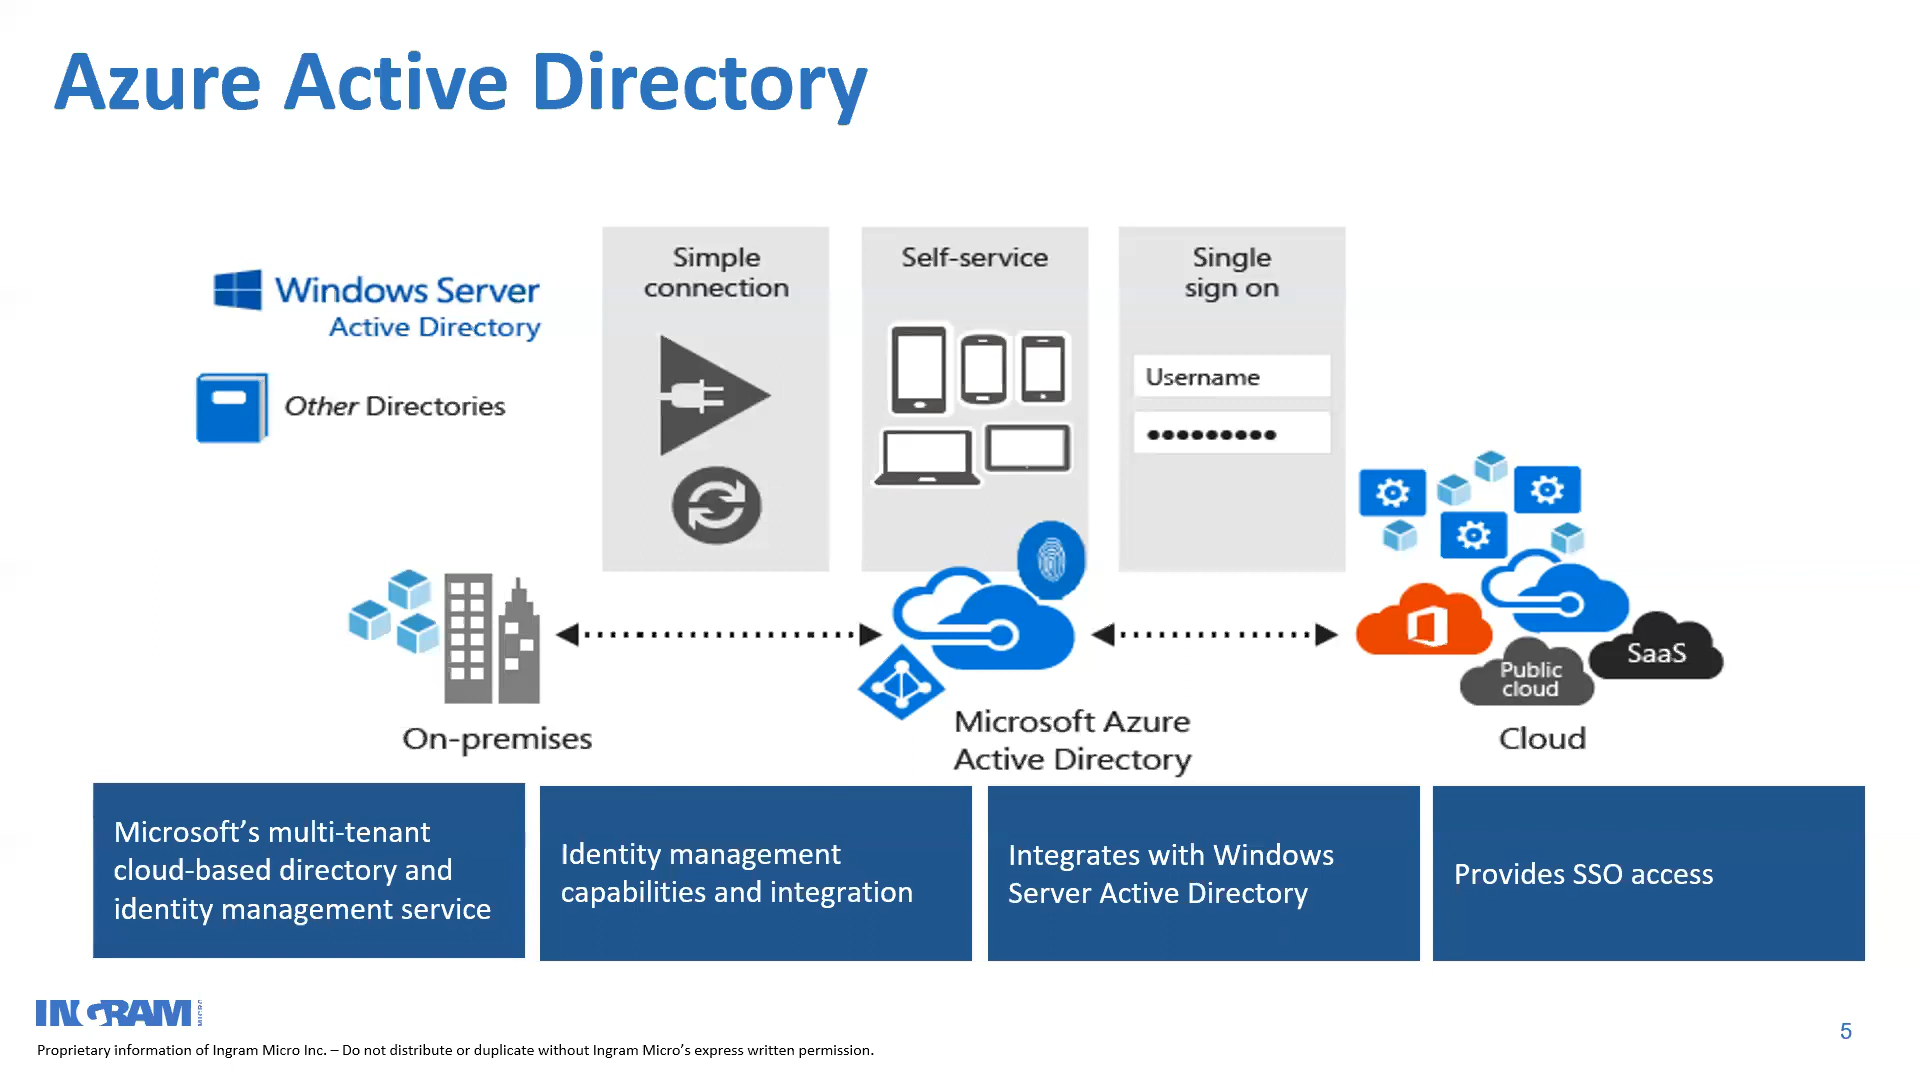 Azure Active Directory
Windows Server
Active Directory
Other Directories
Simple
connection
Self-service
Single
sign on
Username
On-premises
Microsoft Azure
Active Directory
Public
cloud
SaaS
Cloud
Microsoft’s multi-tenant
cloud-based directory and
identity management service
Identity management
capabilities and integration
Integrates with Windows
Server Active Directory
Provides SSO access
INGRAM
MICRO
Proprietary information of Ingram Micro Inc. – Do not distribute or duplicate without Ingram Micro’s express written permission.
5